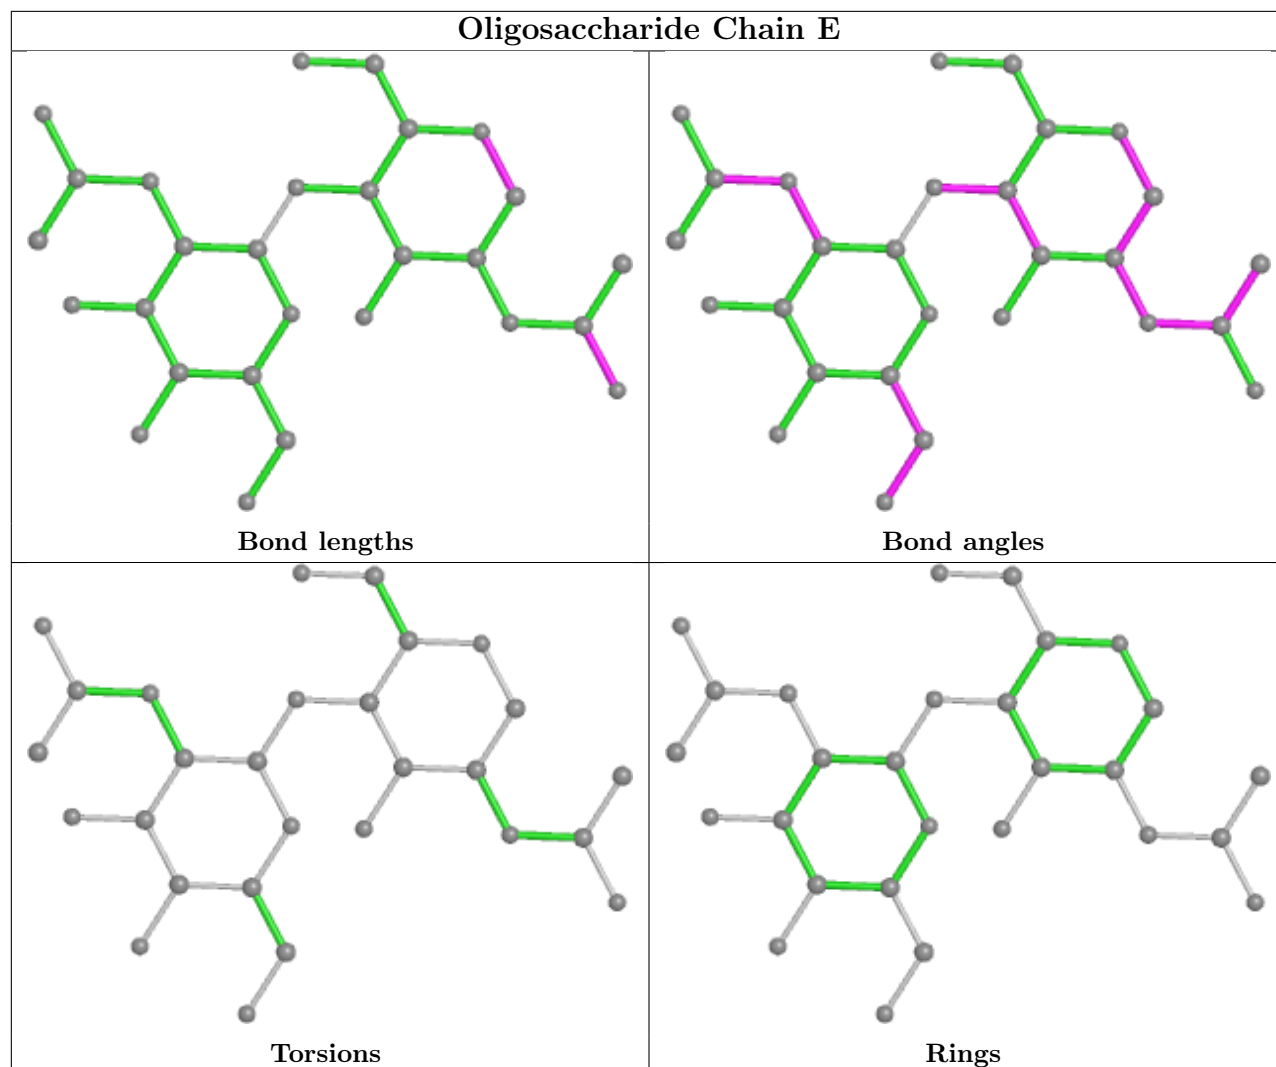 Oligosaccharide Chain E
Bond lengths
Bond angles
Torsions
Rings